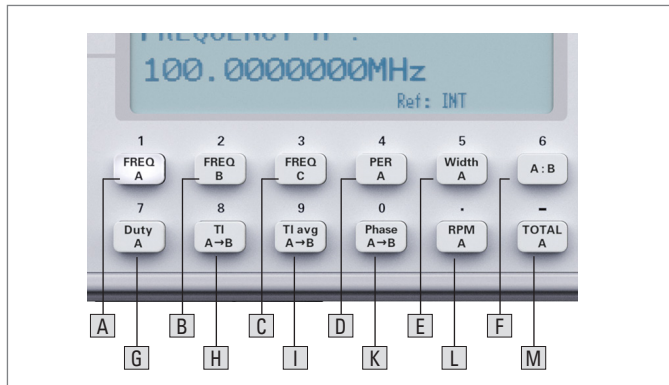 FREQUENCY A :
100.0000000MHz
Ref: INT
1 2 3 4 5 6
FREQ A FREQ B FREQ C PER A Width A A:B
7 8 9 0 . -
Duty A TI A→B TI avg A→B Phase A→B RPM A TOTAL A
A B C D E F
G H I K L M